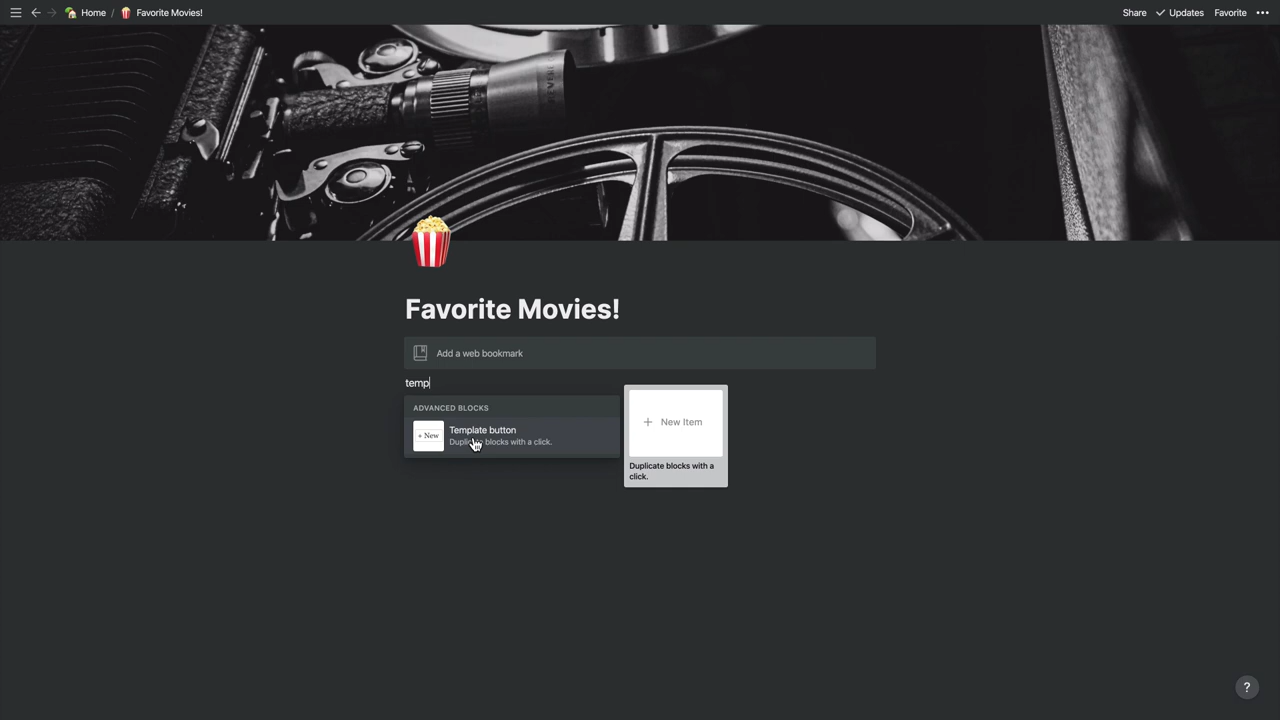 Home / Favorite Movies!
Share Updates Favorite
Favorite Movies!
Add a web bookmark
temp
ADVANCED BLOCKS
+ New
Template button
blocks with a click.
+ New Item
Duplicate blocks with a
click.
?